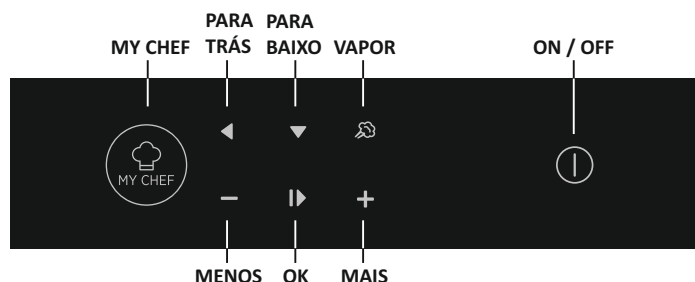 PARA TRÁS
PARA BAIXO
MY CHEF
VAPOR
ON / OFF
MY CHEF
MENOS
OK
MAIS